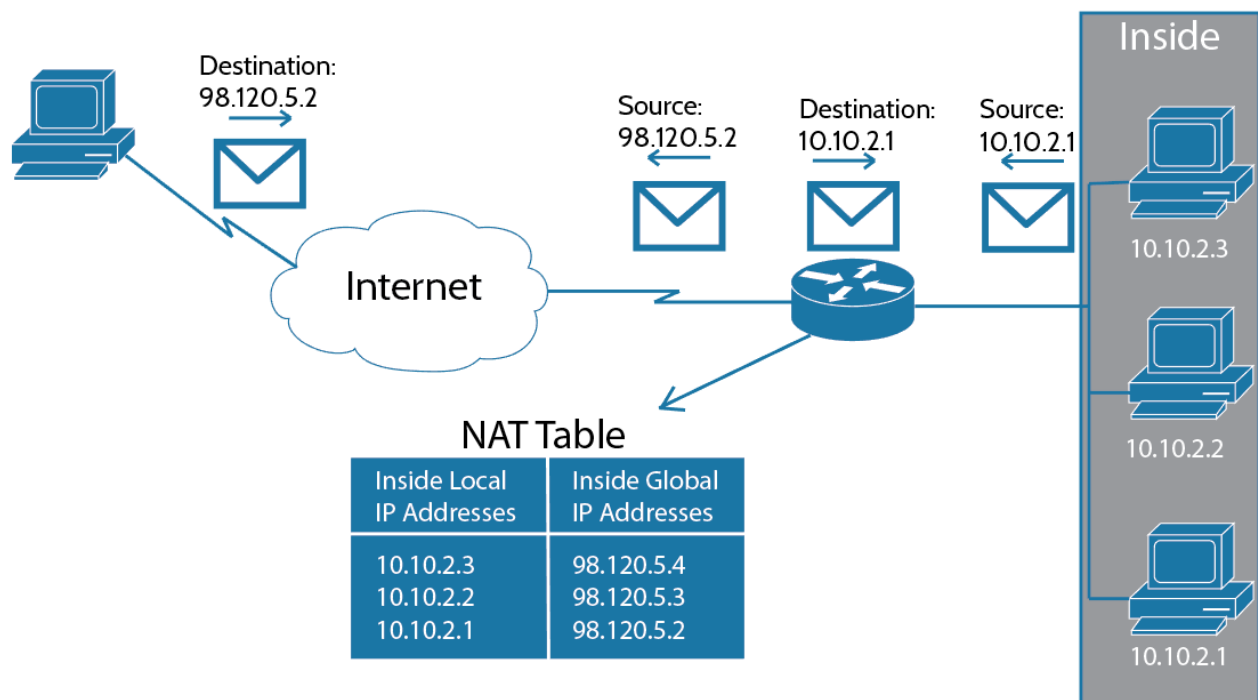 Inside
Destination:
98.120.5.2
Source:
98.120.5.2
Destination:
10.10.2.1
Source:
10.10.2.1
10.10.2.3
Internet
10.10.2.2
NAT Table
Inside Local
IP Addresses
Inside Global
IP Addresses
10.10.2.3 98.120.5.4
10.10.2.2 98.120.5.3
10.10.2.1 98.120.5.2
10.10.2.1